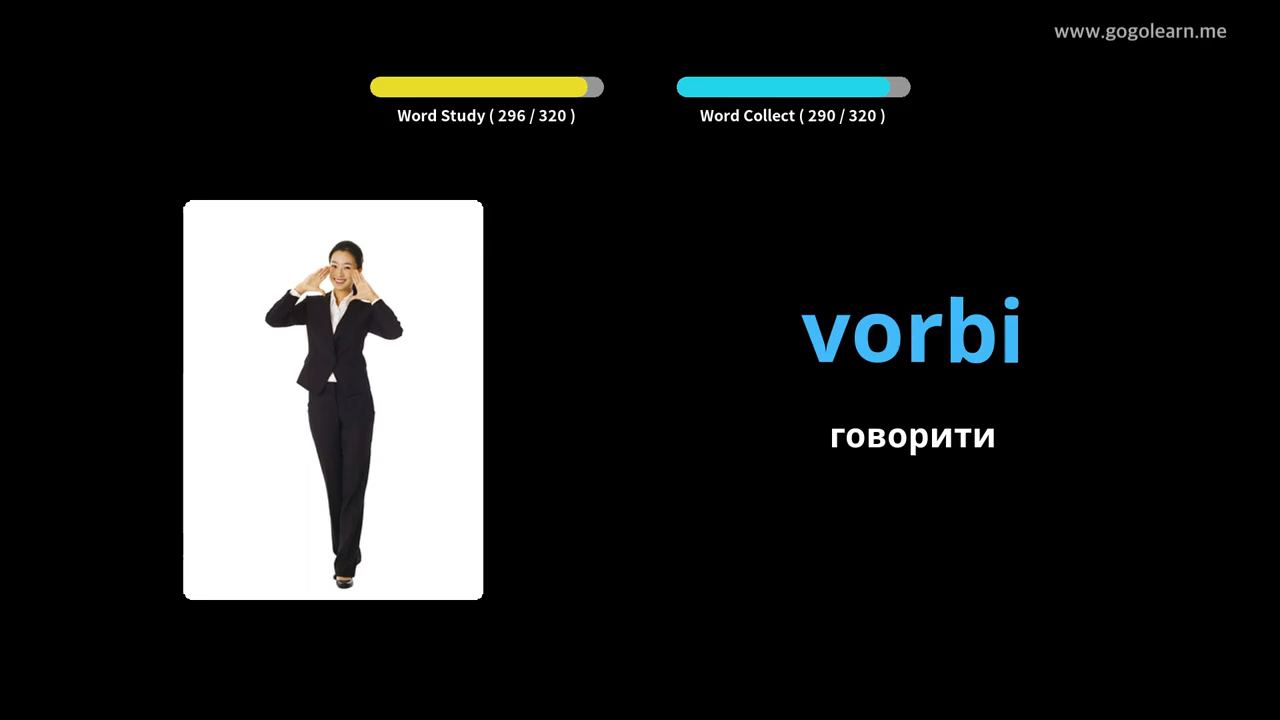 www.gogolearn.me
Word Study ( 296 / 320 )
Word Collect ( 290 / 320 )
vorbi
говорити